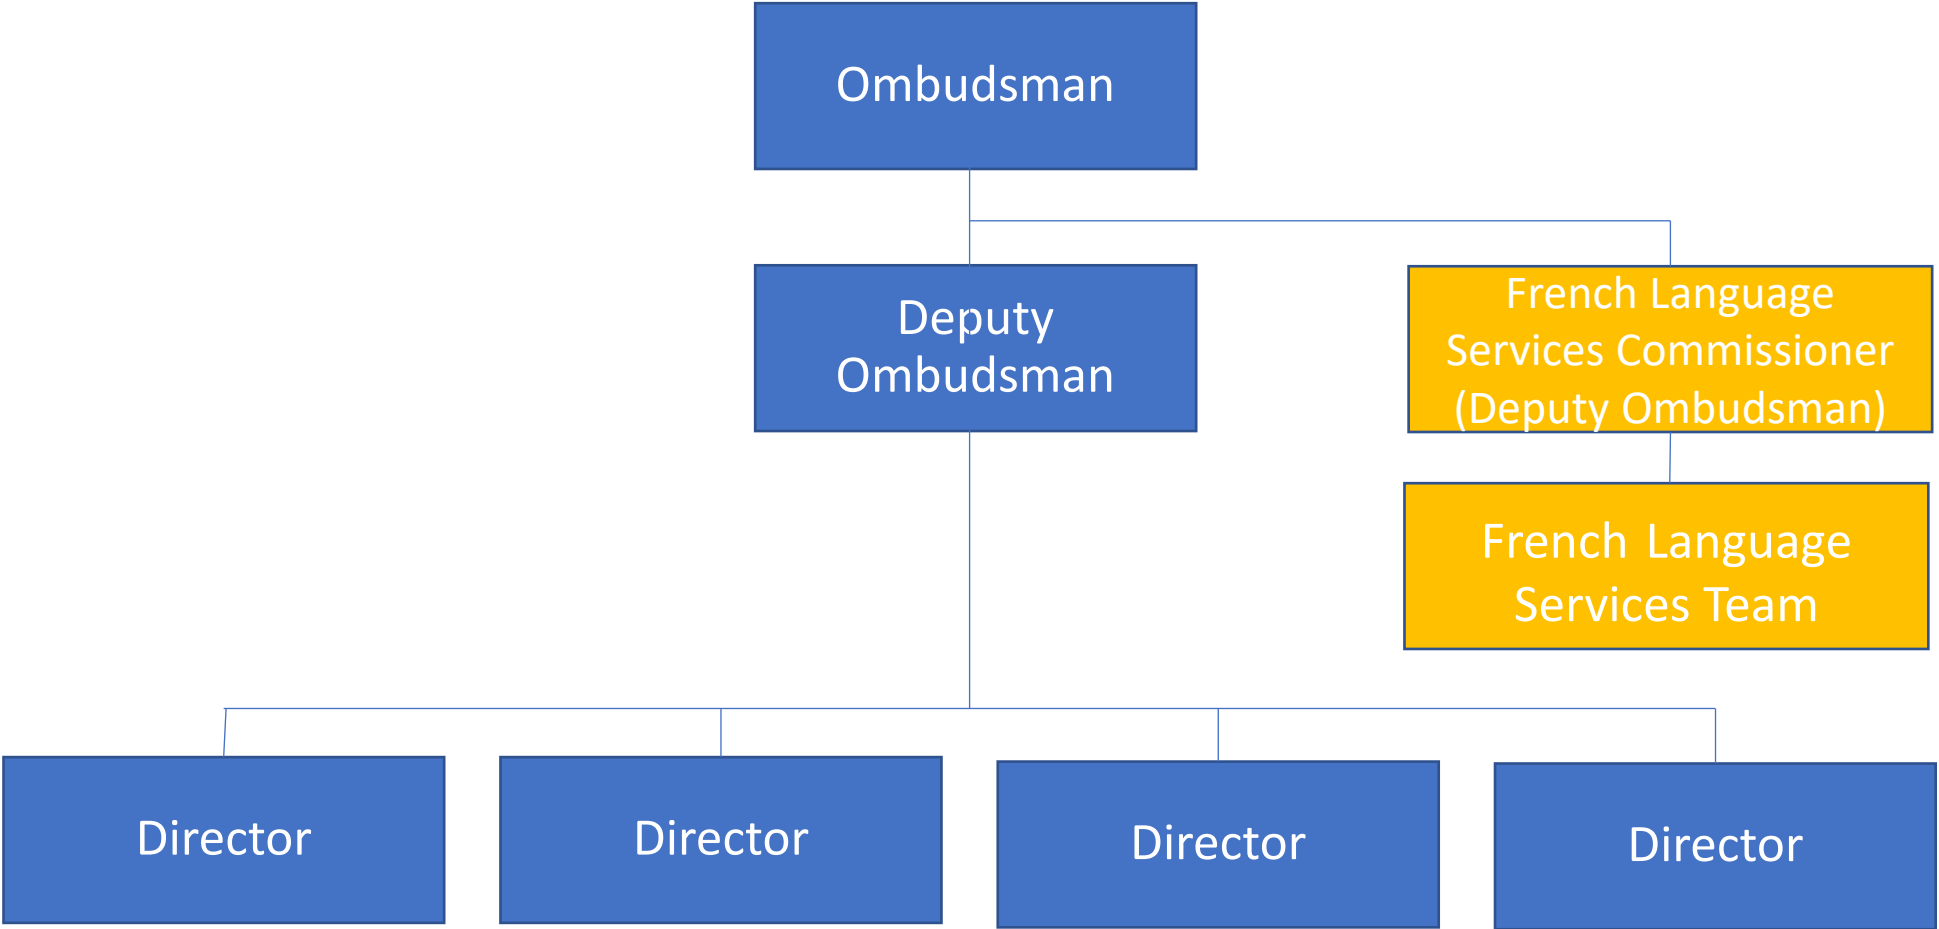 Ombudsman
Deputy
Ombudsman
French Language
Services Commissioner
(Deputy Ombudsman)
French Language
Services Team
Director
Director
Director
Director